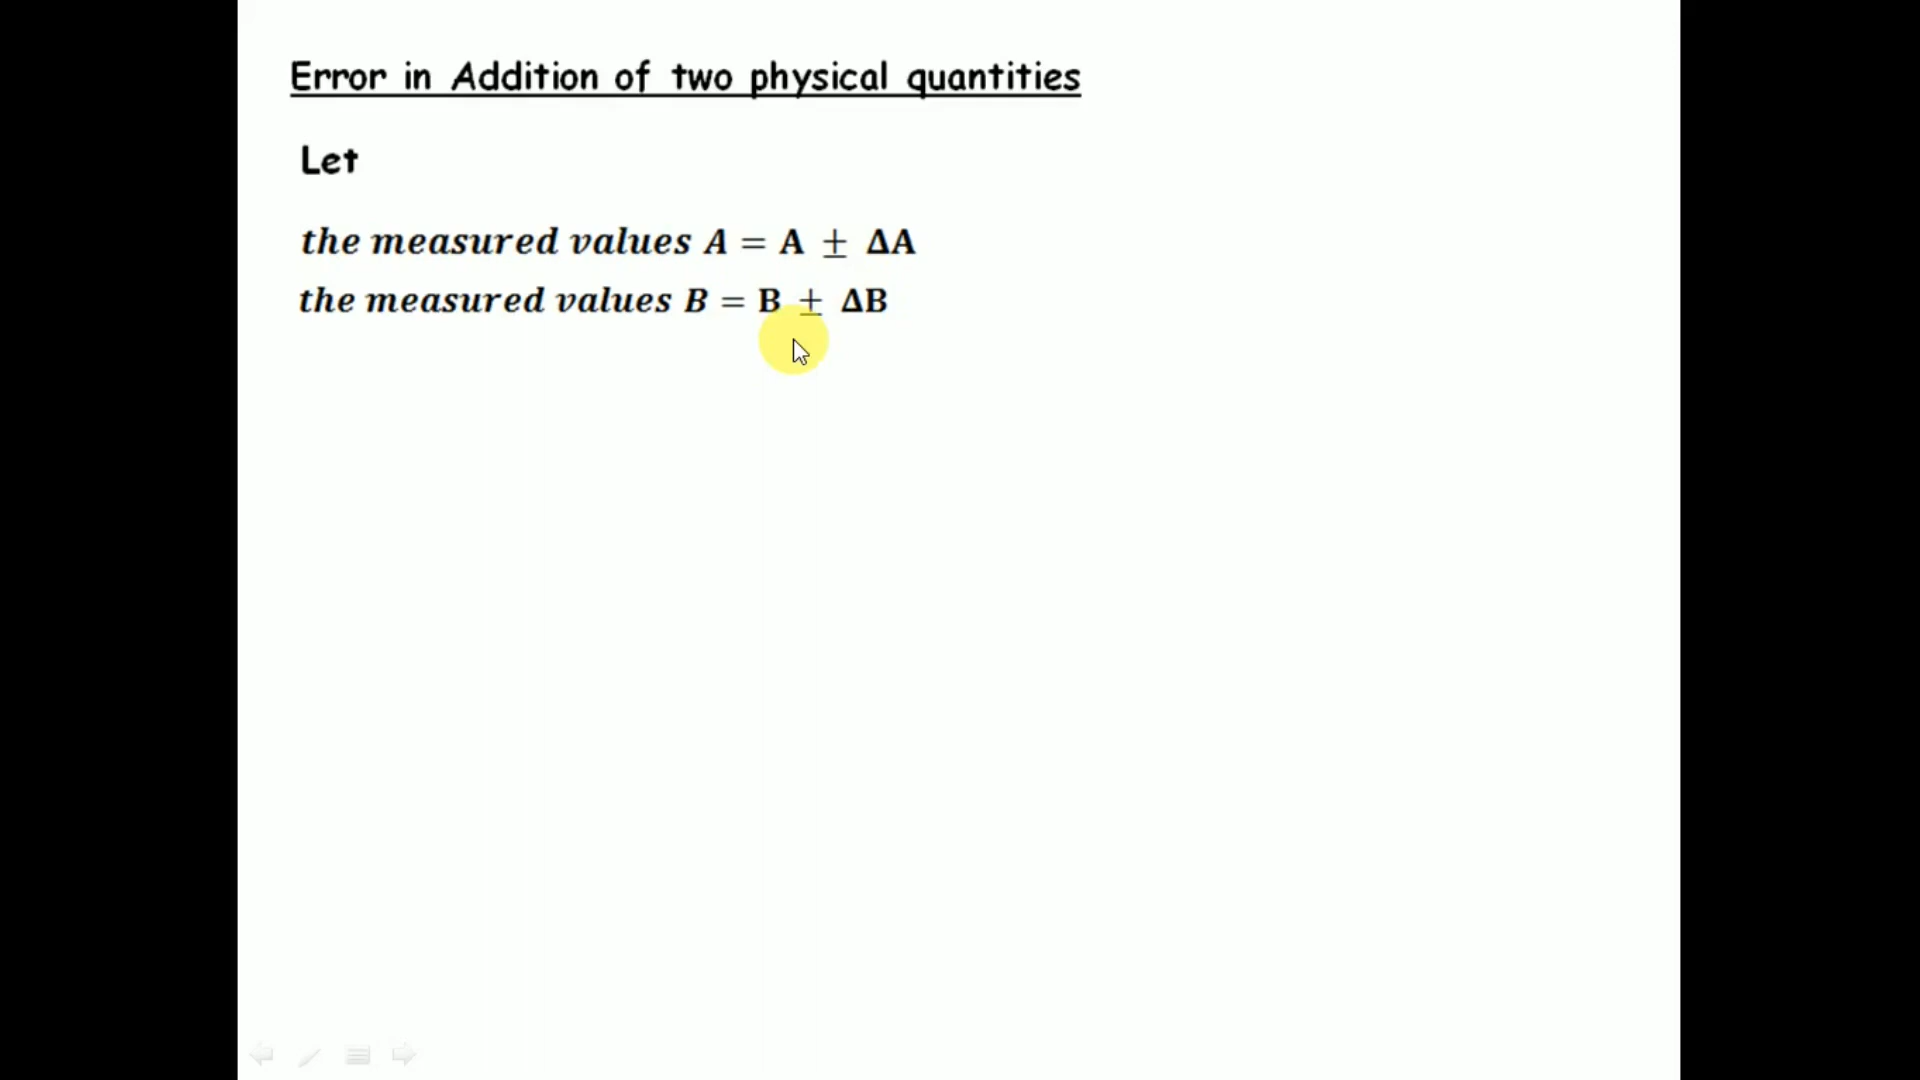 Error in Addition of two physical quantities
Let
the measured values A = A ± ΔA
the measured values B = B ± ΔB